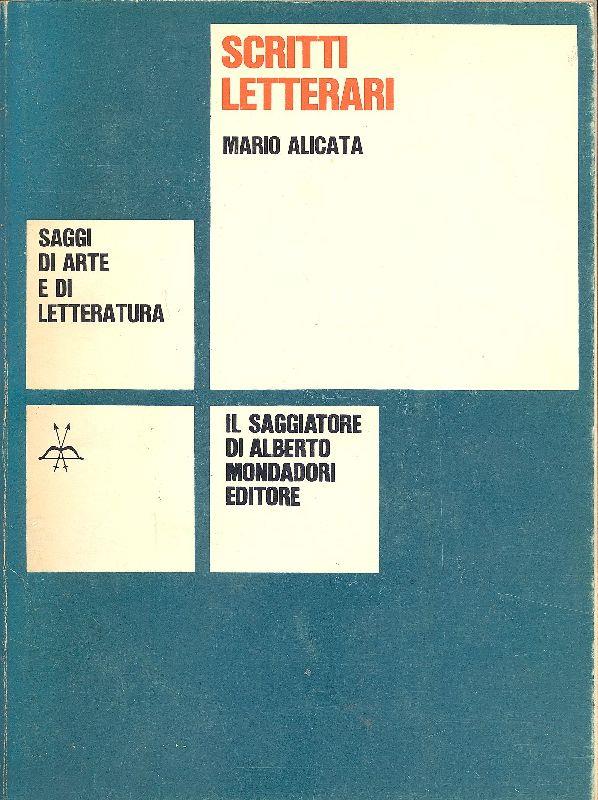 SCRITTI
LETTERARI
MARIO ALICATA
SAGGI
DI ARTE
E DI
LETTERATURA
IL SAGGIATORE
DI ALBERTO
MONDADORI
EDITORE